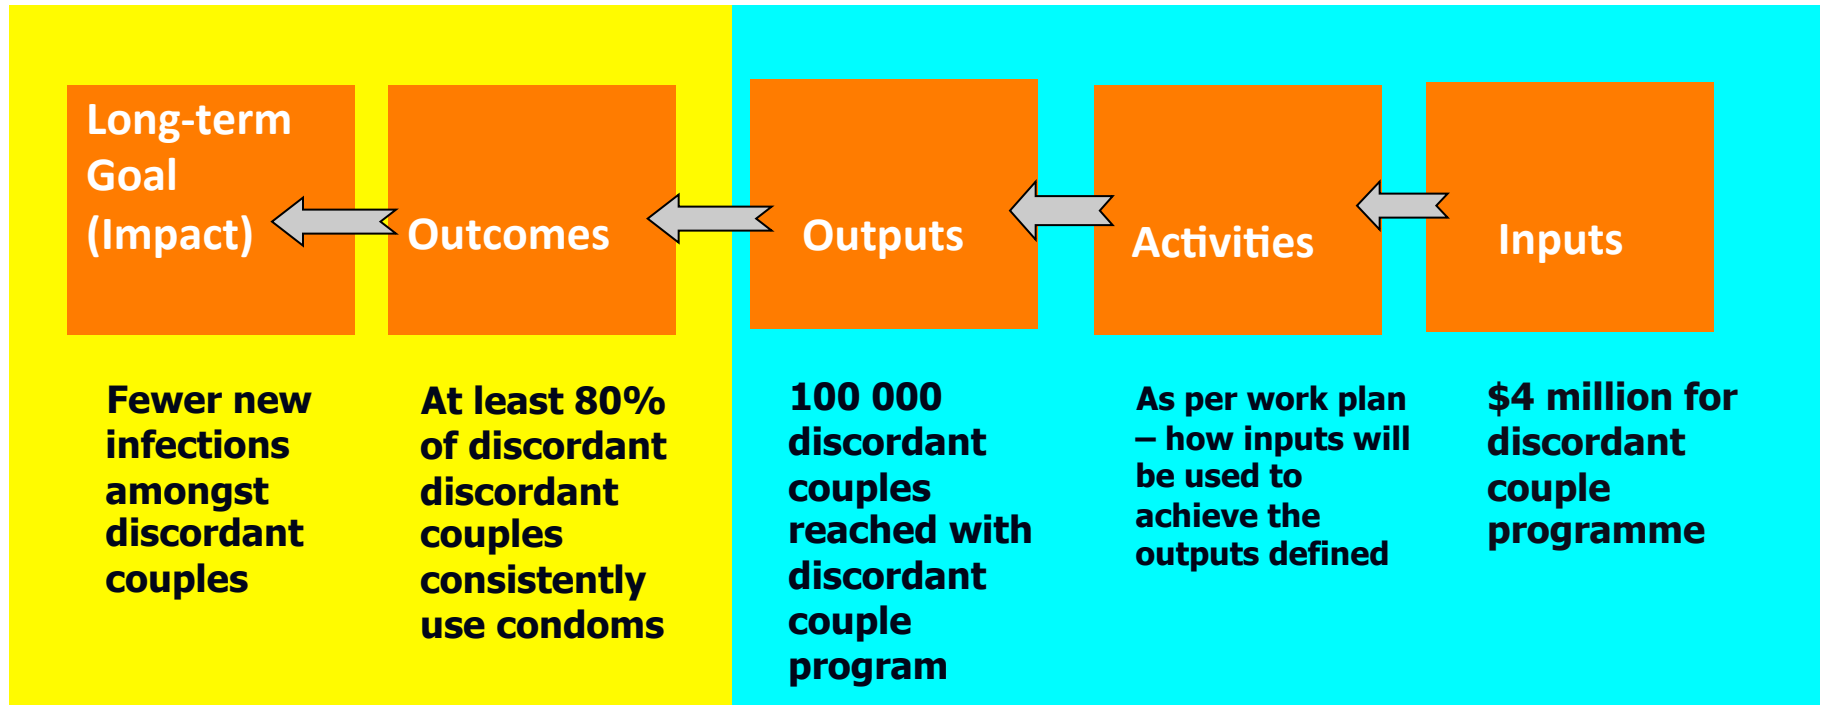 Long-term
Goal
(Impact)
Outcomes
Outputs
Activities
Inputs
Fewer new
infections
amongst
discordant
couples
At least 80%
of discordant
discordant
couples
consistently
use condoms
100 000
discordant
couples
reached with
discordant
couple
program
As per work plan
– how inputs will
be used to
achieve the
outputs defined
$4 million for
discordant
couple
programme